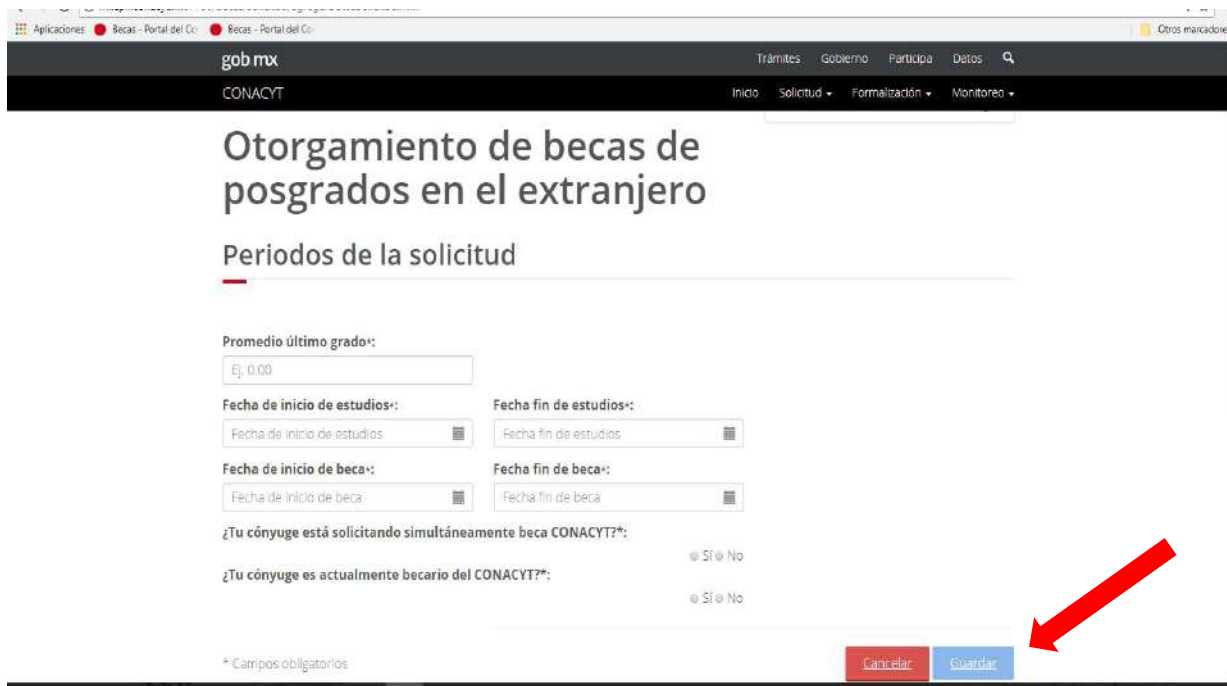 Aplicaciones Becas - Portal del Co Becas - Portal del Co Otros marcadore
gob mx Trámites Gobierno Participa Datos
CONACYT Inicio Solicitud Formalización Monitoreo
Otorgamiento de becas de
posgrados en el extranjero
Periodos de la solicitud
Promedio último grado*:
Ej. 0.00
Fecha de inicio de estudios*: Fecha fin de estudios*:
Fecha de inicio de estudios Fecha fin de estudios
Fecha de inicio de beca*: Fecha fin de beca*:
Fecha de inicio de beca Fecha fin de beca
¿Tu cónyuge está solicitando simultáneamente beca CONACYT?*:
Sí No
¿Tu cónyuge es actualmente becario del CONACYT?*:
Sí No
* Campos obligatorios Cancelar Guardar